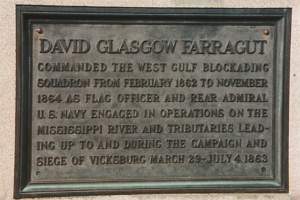 DAVID GLASGOW FARRAGUT
COMMANDED THE WEST GULF BLOCKADING
SQUADRON FROM FEBRUARY 1862 TO NOVEMBER
1864 AS FLAG OFFICER AND REAR ADMIRAL
U. S. NAVY ENGAGED IN OPERATIONS ON THE
MISSISSIPPI RIVER AND TRIBUTARIES LEAD-
ING UP TO AND DURING THE CAMPAIGN AND
SIEGE OF VICKSBURG MARCH 29-JULY 4, 1863